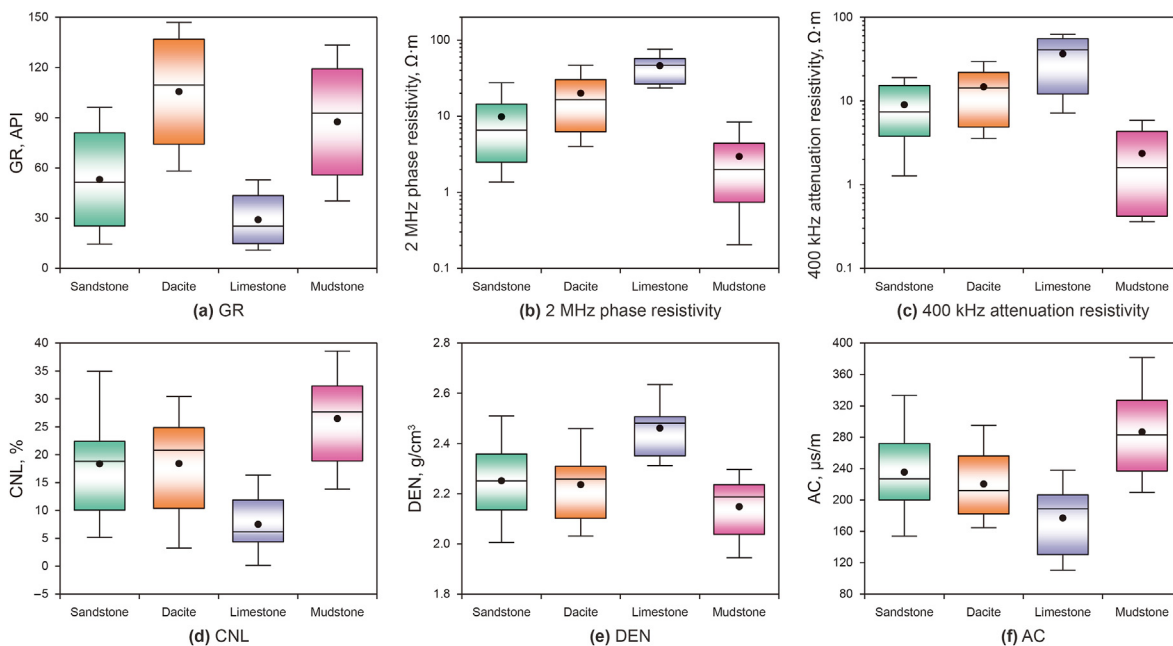 GR, API
150
120
90
60
30
0
Sandstone Dacite Limestone Mudstone
(a) GR
2 MHz phase resistivity, Ω·m
100
10
1
0.1
Sandstone Dacite Limestone Mudstone
(b) 2 MHz phase resistivity
400 kHz attenuation resistivity, Ω·m
100
10
1
0.1
Sandstone Dacite Limestone Mudstone
(c) 400 kHz attenuation resistivity
CNL, %
40
35
30
25
20
15
10
5
0
–5
Sandstone Dacite Limestone Mudstone
(d) CNL
DEN, g/cm³
2.8
2.6
2.4
2.2
2.0
1.8
Sandstone Dacite Limestone Mudstone
(e) DEN
AC, μs/m
400
360
320
280
240
200
160
120
80
Sandstone Dacite Limestone Mudstone
(f) AC